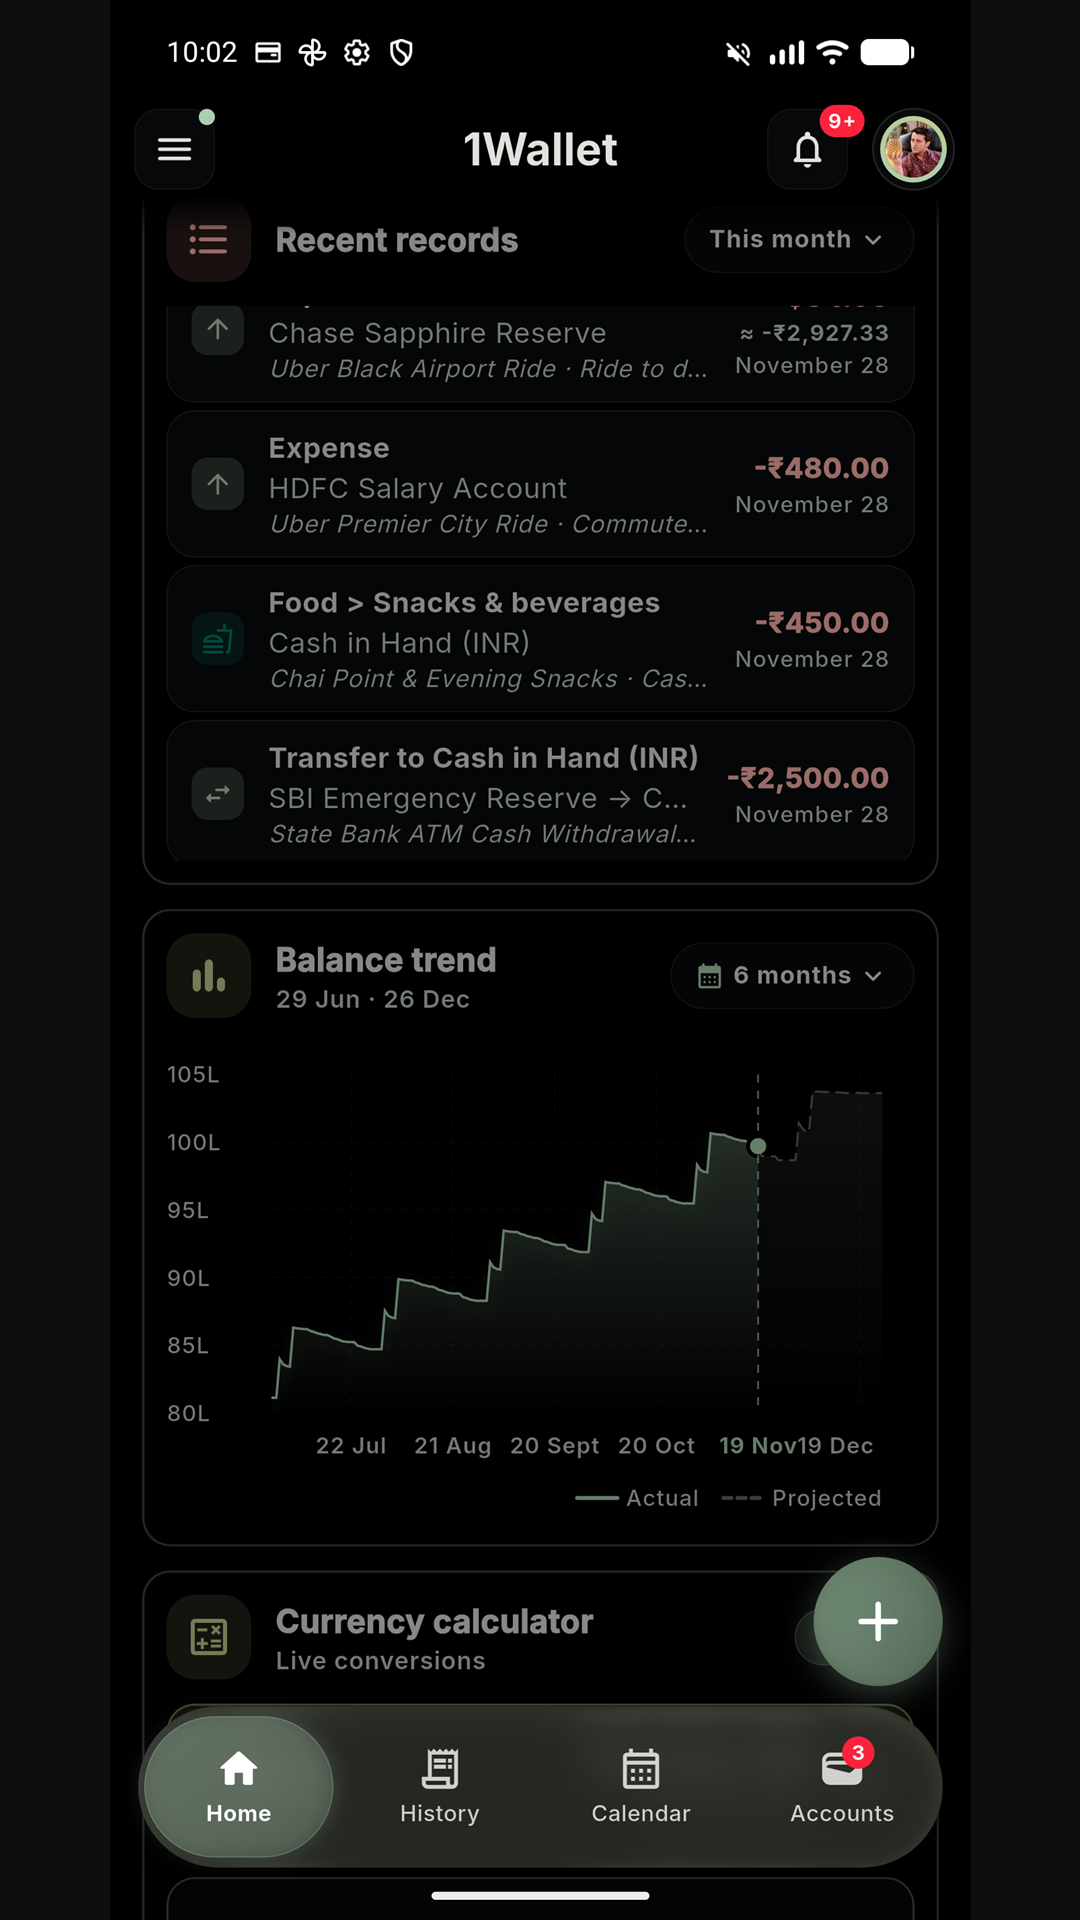 10:02
1Wallet
9+
Recent records
This month
Chase Sapphire Reserve
≈ -₹2,927.33
Uber Black Airport Ride · Ride to d...
November 28
Expense
-₹480.00
HDFC Salary Account
November 28
Uber Premier City Ride · Commute...
Food > Snacks & beverages
-₹450.00
Cash in Hand (INR)
November 28
Chai Point & Evening Snacks · Cas...
Transfer to Cash in Hand (INR)
-₹2,500.00
SBI Emergency Reserve → C...
November 28
State Bank ATM Cash Withdrawal...
Balance trend
6 months
29 Jun · 26 Dec
105L
100L
95L
90L
85L
80L
22 Jul 21 Aug 20 Sept 20 Oct 19 Nov 19 Dec
Actual Projected
Currency calculator
Live conversions
3
Home History Calendar Accounts